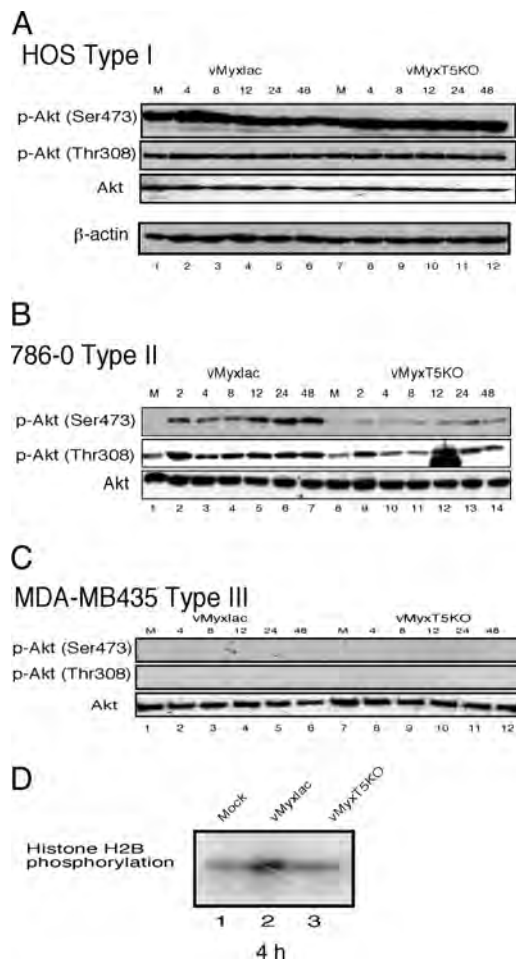 A
HOS Type I
vMyxlac vMyxT5KO
M 4 8 12 24 48 M 4 8 12 24 48
p-Akt (Ser473)
p-Akt (Thr308)
Akt
β-actin
1 2 3 4 5 6 7 8 9 10 11 12
B
786-0 Type II
vMyxlac vMyxT5KO
M 2 4 8 12 24 48 M 2 4 8 12 24 48
p-Akt (Ser473)
p-Akt (Thr308)
Akt
1 2 3 4 5 6 7 8 9 10 11 12 13 14
C
MDA-MB435 Type III
vMyxlac vMyxT5KO
M 4 8 12 24 48 M 4 8 12 24 48
p-Akt (Ser473)
p-Akt (Thr308)
Akt
1 2 3 4 5 6 7 8 9 10 11 12
D
Mock vMyxlac vMyxT5KO
Histone H2B
phosphorylation
1 2 3
4 h